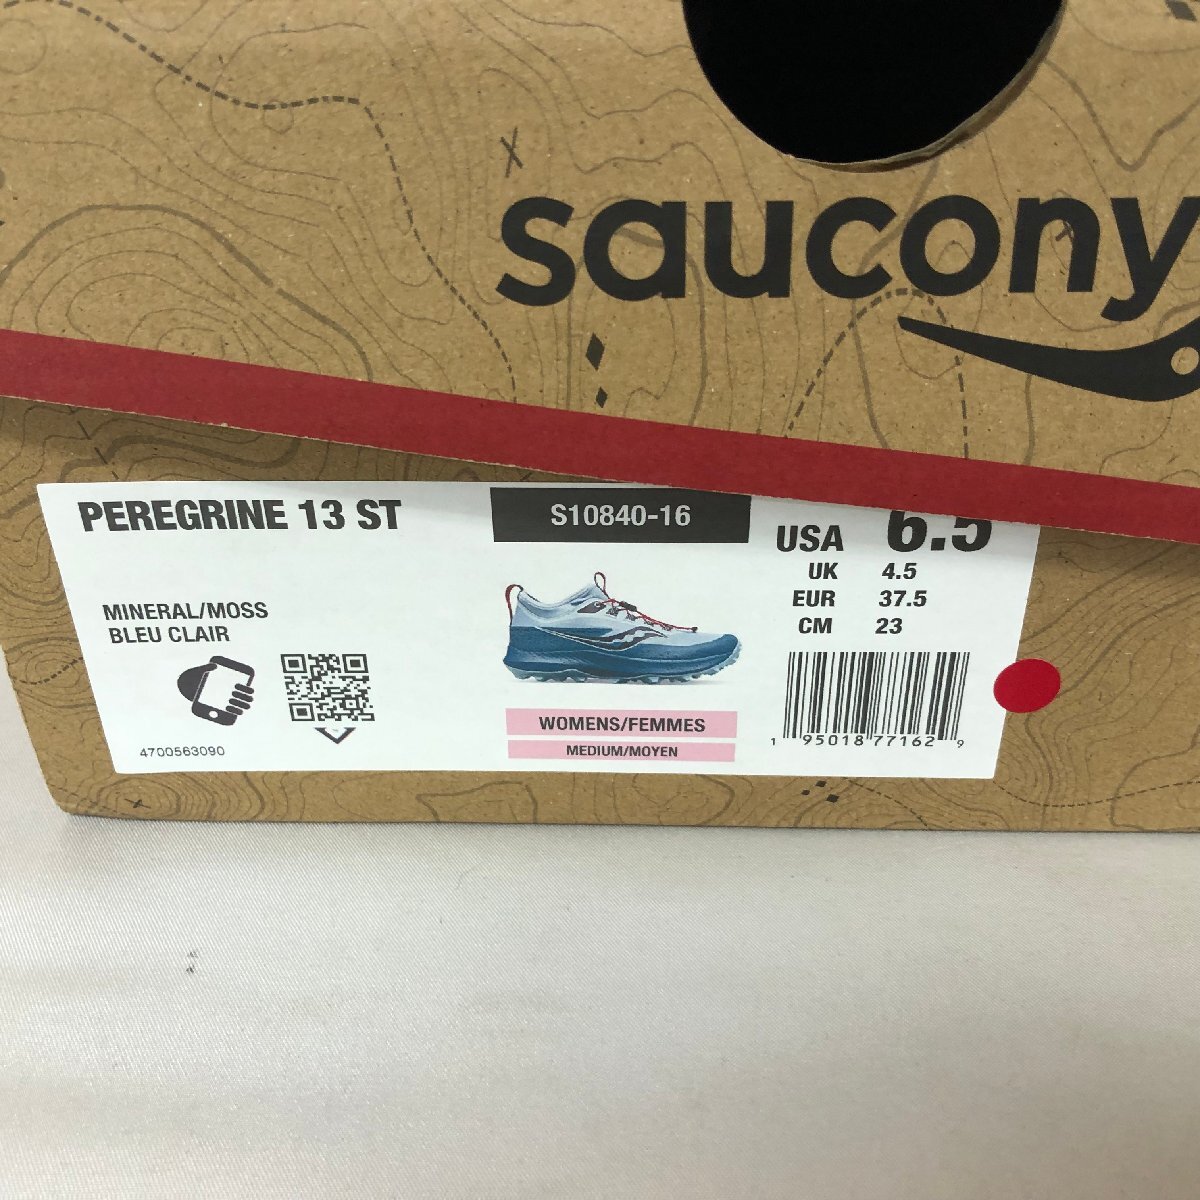 saucony
PEREGRINE 13 ST
S10840-16
USA 6.5
UK 4.5
EUR 37.5
CM 23
MINERAL/MOSS
BLEU CLAIR
4700563090
WOMENS/FEMMES
MEDIUM/MOYEN
1 95018 77162 9